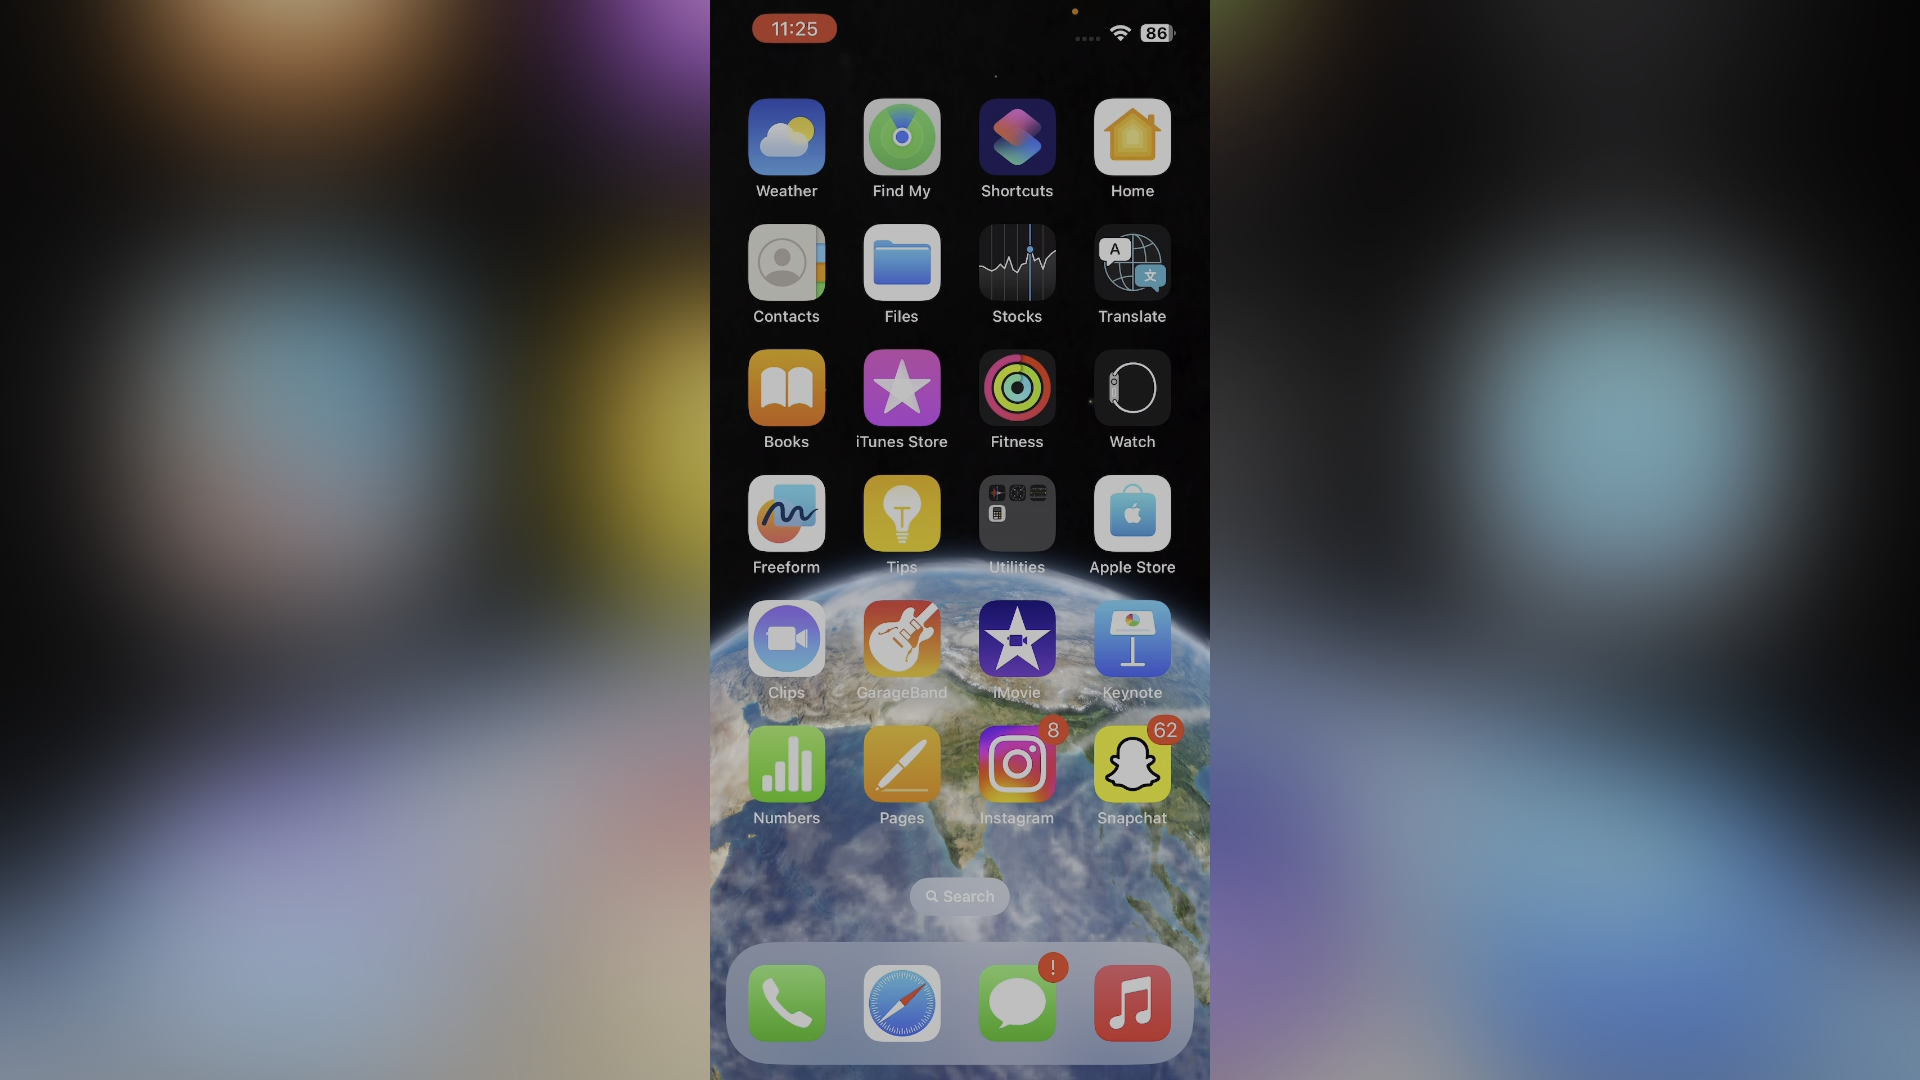 11:25
86
Weather Find My Shortcuts Home
A 文
Contacts Files Stocks Translate
Books iTunes Store Fitness Watch
Freeform Tips Utilities Apple Store
Clips GarageBand iMovie Keynote
8 62
Numbers Pages Instagram Snapchat
Search
!